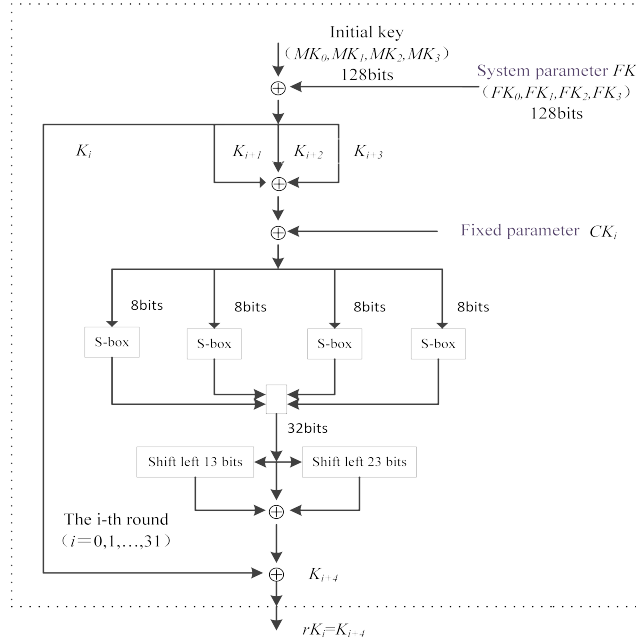 Initial key
(MK0,MK1,MK2,MK3)
128bits
System parameter FK
(FK0,FK1,FK2,FK3)
128bits
Ki
Ki+1
Ki+2
Ki+3
Fixed parameter CKi
8bits
8bits
8bits
8bits
S-box
S-box
S-box
S-box
32bits
Shift left 13 bits
Shift left 23 bits
The i-th round
(i=0,1,…,31)
Ki+4
rKi=Ki+4